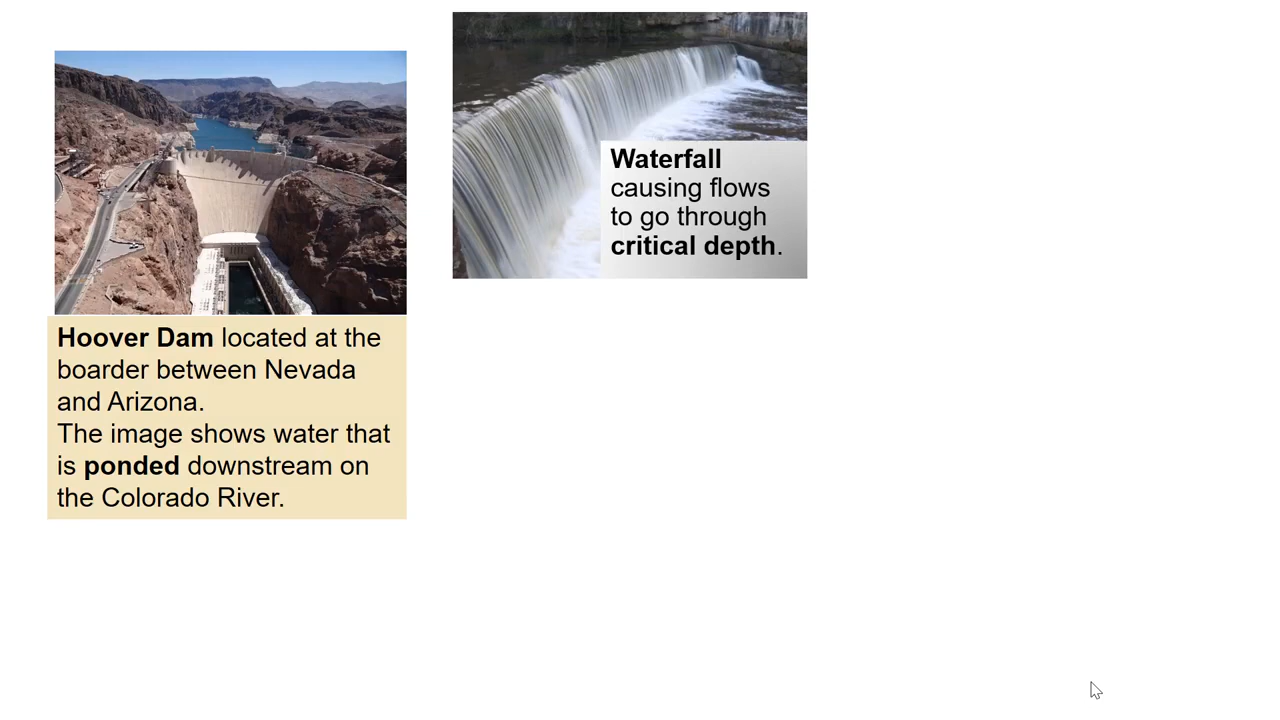 Hoover Dam located at the
boarder between Nevada
and Arizona.
The image shows water that
is ponded downstream on
the Colorado River.
Waterfall
causing flows
to go through
critical depth.